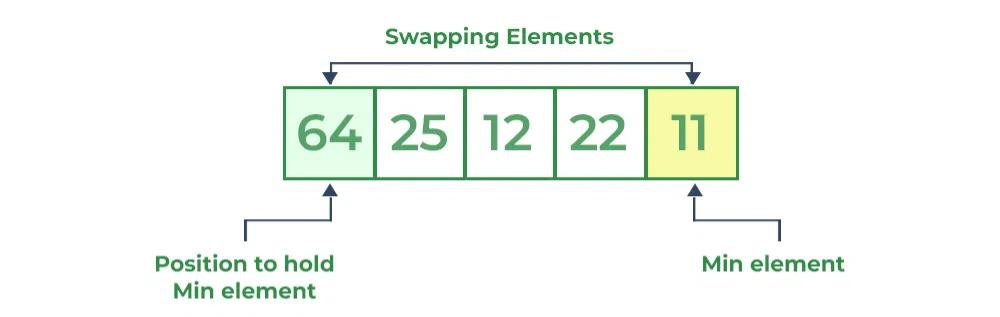 Swapping Elements
64 25 12 22 11
Position to hold
Min element
Min element